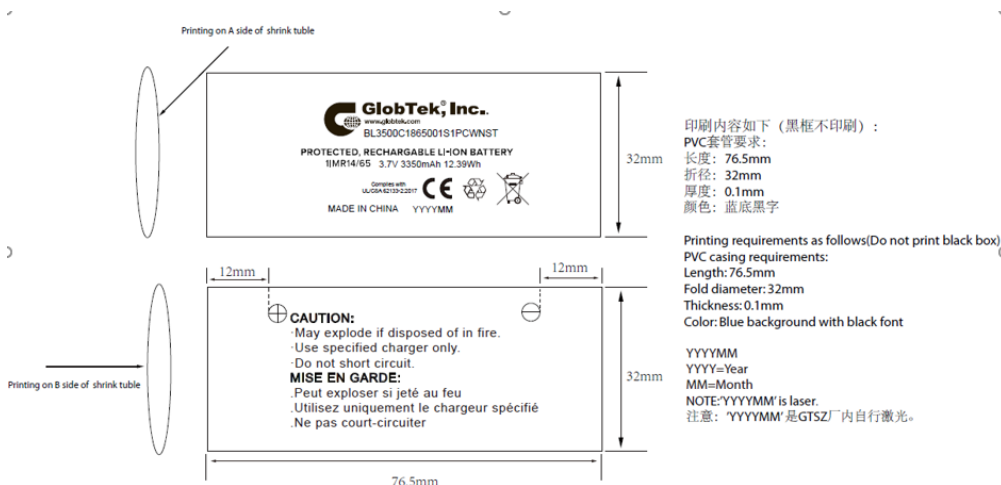 Printing on A side of shrink tuble
GlobTek, Inc.
www.globtek.com
BL3500C1865001S1PCWNST
PROTECTED, RECHARGABLE LI-ION BATTERY
1IMR14/65 3.7V 3350mAh 12.39Wh
Complies with
UL/CSA 62133-2:2017
CE
MADE IN CHINA YYYYMM
32mm
印刷内容如下（黑框不印刷）：
PVC套管要求：
长度：76.5mm
折径：32mm
厚度：0.1mm
颜色：蓝底黑字
Printing requirements as follows(Do not print black box)
PVC casing requirements:
Length: 76.5mm
Fold diameter: 32mm
Thickness: 0.1mm
Color: Blue background with black font
YYYYMM
YYYY=Year
MM=Month
NOTE:'YYYYMM' is laser.
注意：'YYYYMM'是GTSZ厂内自行激光。
Printing on B side of shrink tuble
12mm
12mm
CAUTION:
·May explode if disposed of in fire.
·Use specified charger only.
·Do not short circuit.
MISE EN GARDE:
.Peut exploser si jeté au feu
.Utilisez uniquement le chargeur spécifié
.Ne pas court-circuiter
32mm
76.5mm